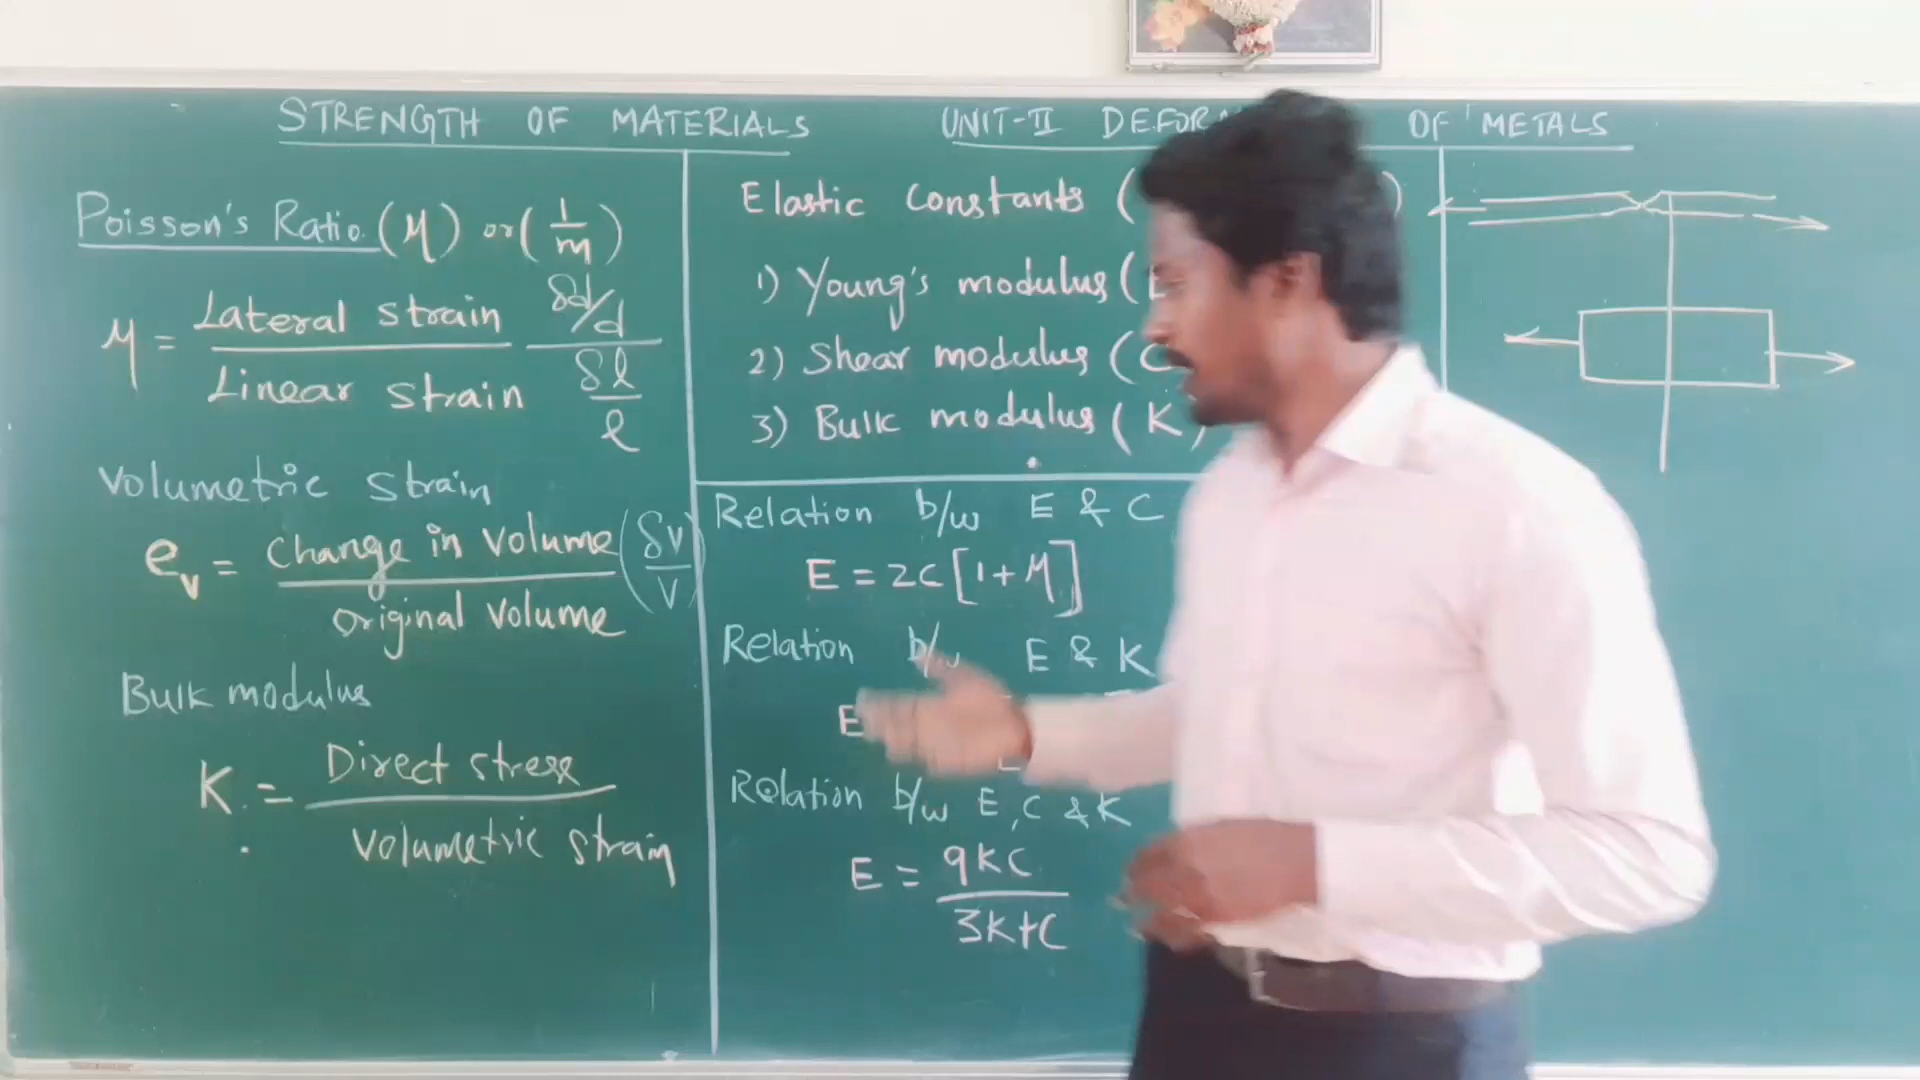 STRENGTH OF MATERIALS UNIT-II OF METALS
Poisson's Ratio (μ) or (1/m)
μ = Lateral strain / Linear strain δd/d / δl/l
Volumetric strain
e_v = Change in volume / original volume (δV/V)
Bulk modulus
K = Direct stress / volumetric strain
Elastic constants ( )
1) Young's modulus (
2) Shear modulus (C
3) Bulk modulus (K)
Relation b/w E & C
E = 2C[1+μ]
Relation b/w E & K
E
Relation b/w E, C & K
E = 9KC / 3K+C